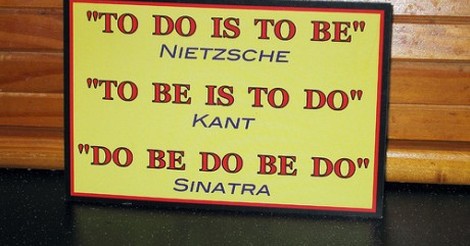 "TO DO IS TO BE"
NIETZSCHE
"TO BE IS TO DO"
KANT
"DO BE DO BE DO"
SINATRA